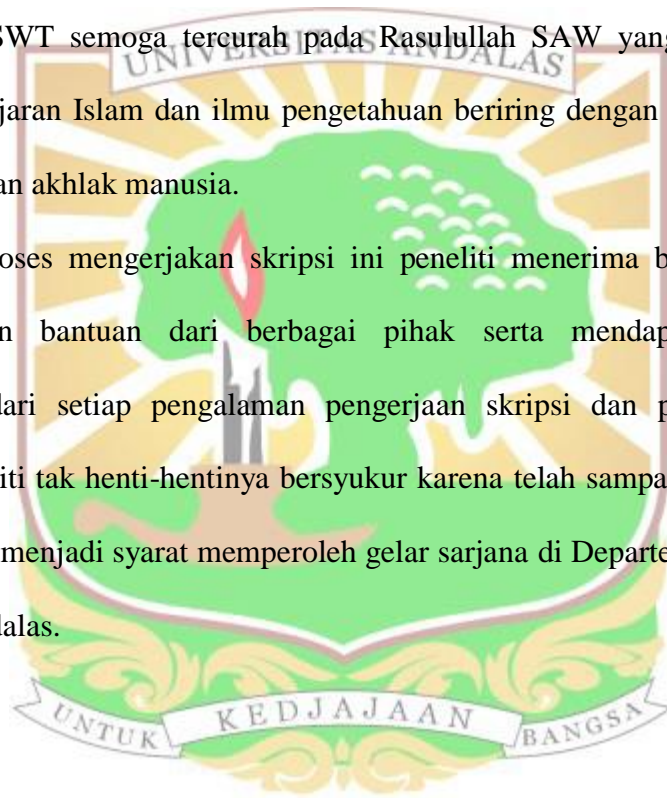 SWT semoga tercurah pada Rasulullah SAW yang
UNIVERSITAS ANDALAS
jaran Islam dan ilmu pengetahuan beriring dengan
an akhlak manusia.
oses mengerjakan skripsi ini peneliti menerima b
n bantuan dari berbagai pihak serta mendap
dari setiap pengalaman pengerjaan skripsi dan p
iti tak henti-hentinya bersyukur karena telah sampa
menjadi syarat memperoleh gelar sarjana di Departe
dalas.
UNTUK KEDJAJAAN BANGSA